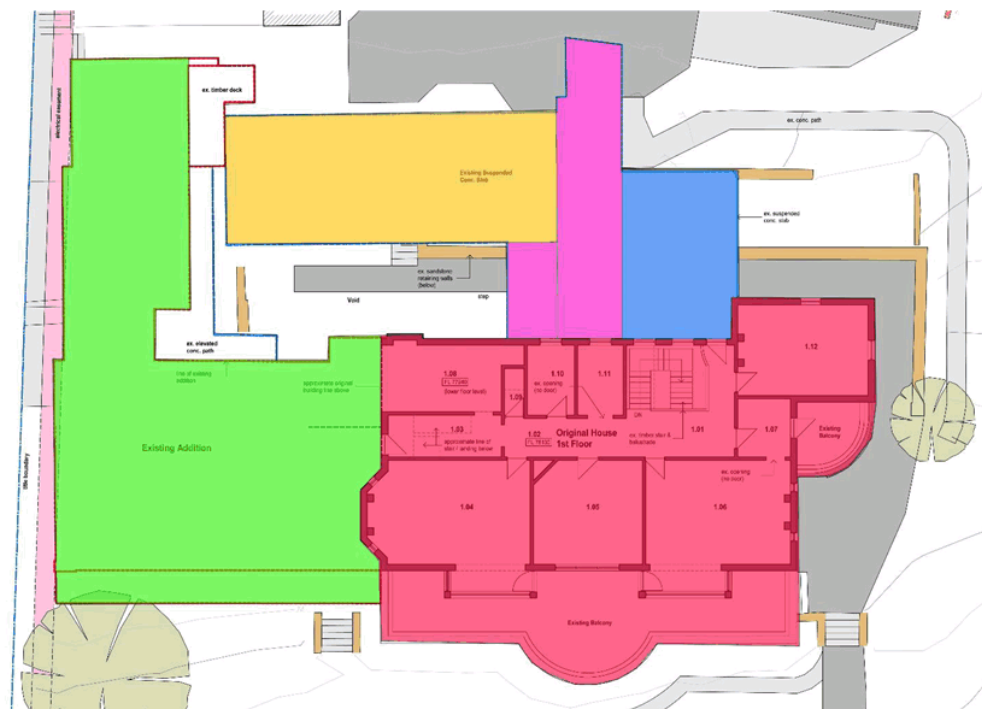 ex. timber deck
electrical easement
ex. conc. path
Existing Suspended
Conc. Slab
ex. suspended
conc. slab
ex. sandstone
retaining walls
(below)
step
Void
ex. elevated
conc. path
line of existing
addition
approximate original
building line above
1.08
(lower floor level)
1.10
ex. opening
(no door)
1.11
1.12
1.09
1.03
approximate line of
stair / landing below
1.02
Original House
1st Floor
ex. timber stair &
balustrade
1.01
1.07
Existing
Balcony
Existing Addition
ex. opening
(no door)
title boundary
1.04
1.05
1.06
Existing Balcony